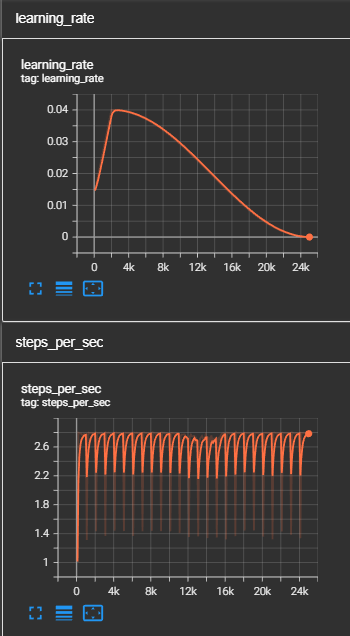 learning_rate
learning_rate
tag: learning_rate
0.04
0.03
0.02
0.01
0
0 4k 8k 12k 16k 20k 24k
steps_per_sec
steps_per_sec
tag: steps_per_sec
2.6
2.2
1.8
1.4
1
0 4k 8k 12k 16k 20k 24k